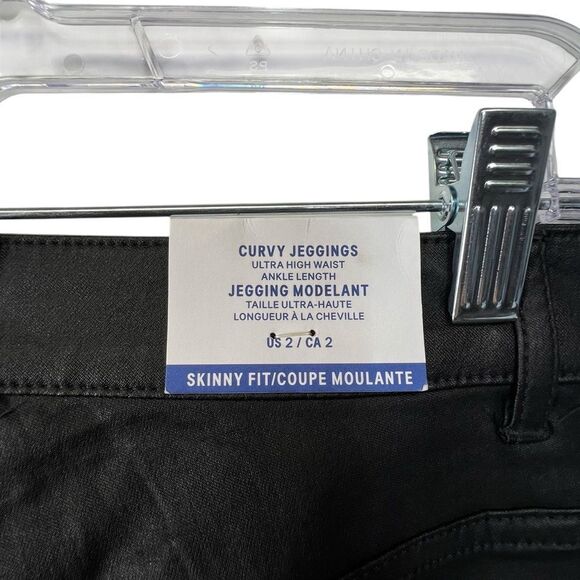 CURVY JEGGINGS
ULTRA HIGH WAIST
ANKLE LENGTH
JEGGING MODELANT
TAILLE ULTRA-HAUTE
LONGUEUR À LA CHEVILLE
US 2 / CA 2
SKINNY FIT/COUPE MOULANTE